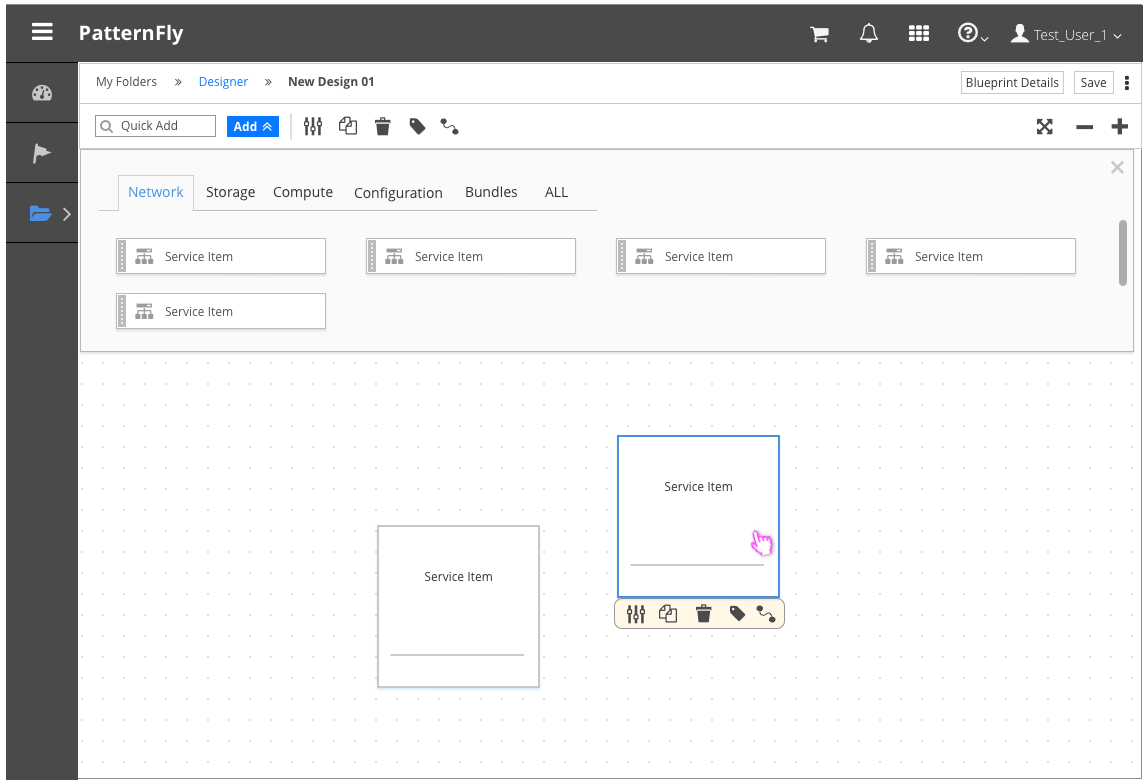 PatternFly
Test_User_1
My Folders » Designer » New Design 01
Blueprint Details
Save
Quick Add
Add
Network Storage Compute Configuration Bundles ALL
Service Item Service Item Service Item Service Item
Service Item
Service Item
Service Item